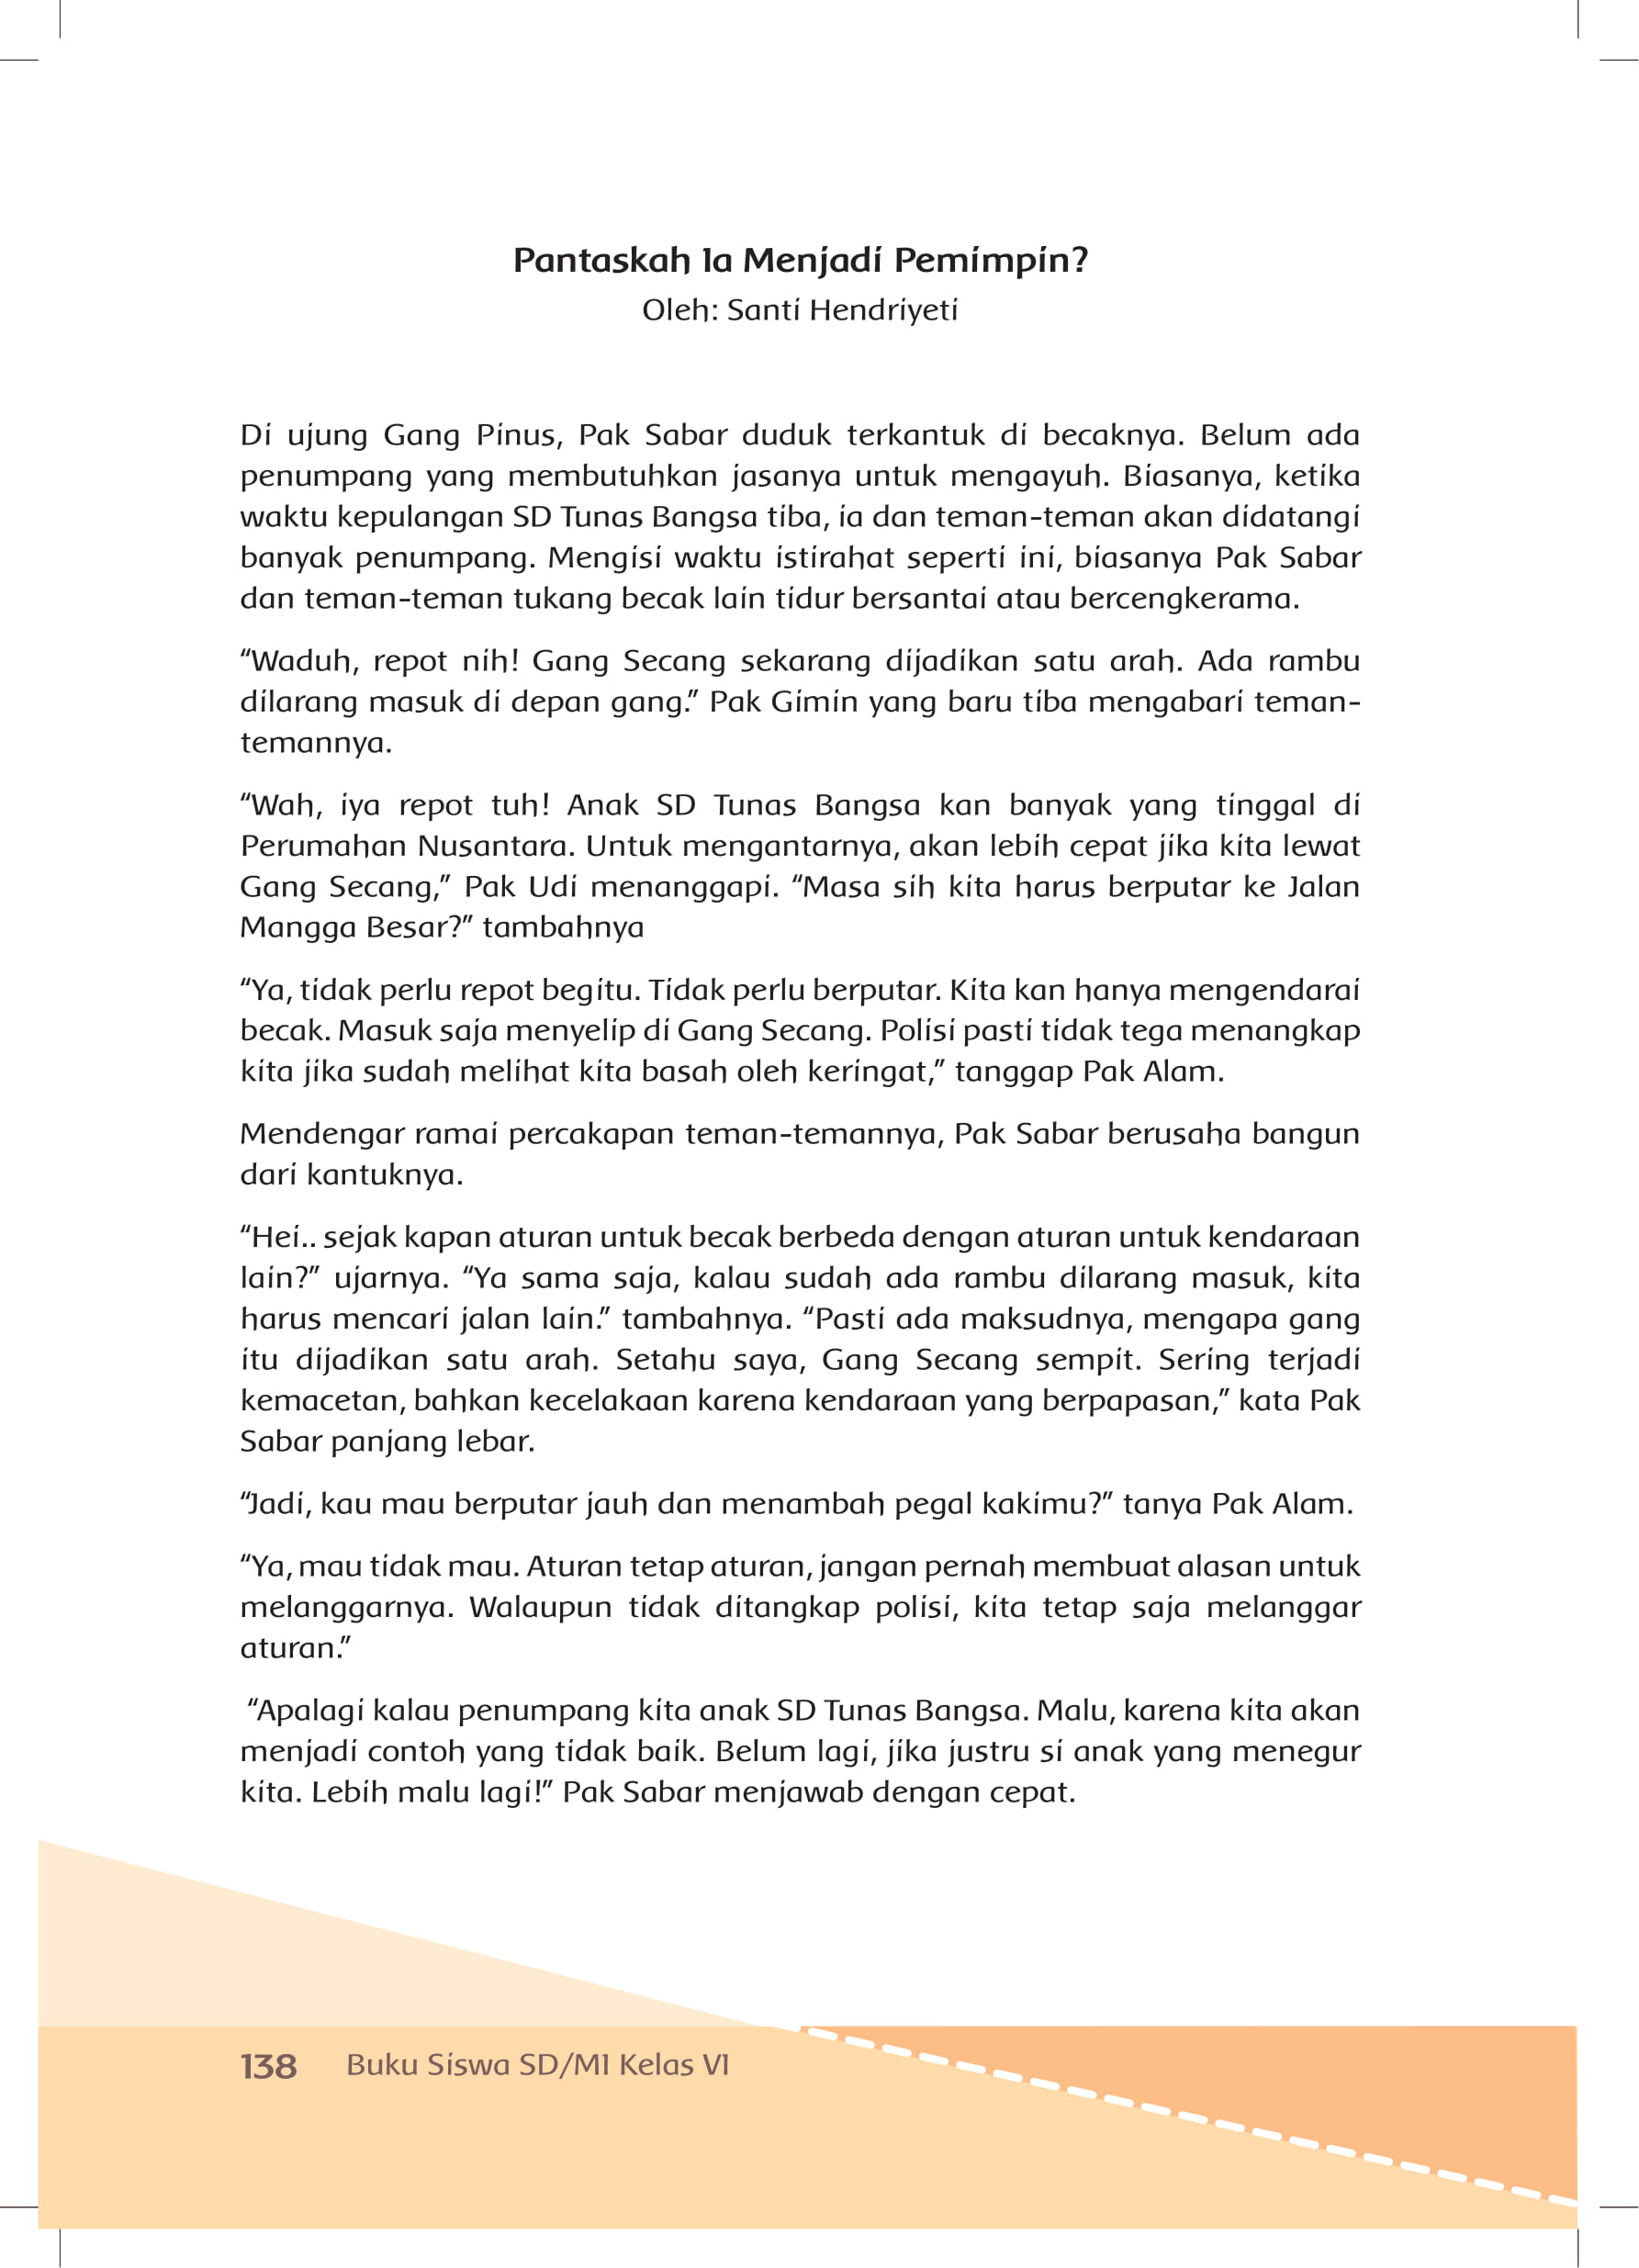 Pantaskah Ia Menjadi Pemimpin?
Oleh: Santi Hendriyeti
Di ujung Gang Pinus, Pak Sabar duduk terkantuk di becaknya. Belum ada
penumpang yang membutuhkan jasanya untuk mengayuh. Biasanya, ketika
waktu kepulangan SD Tunas Bangsa tiba, ia dan teman-teman akan didatangi
banyak penumpang. Mengisi waktu istirahat seperti ini, biasanya Pak Sabar
dan teman-teman tukang becak lain tidur bersantai atau bercengkerama.
“Waduh, repot nih! Gang Secang sekarang dijadikan satu arah. Ada rambu
dilarang masuk di depan gang.” Pak Gimin yang baru tiba mengabari teman-
temannya.
“Wah, iya repot tuh! Anak SD Tunas Bangsa kan banyak yang tinggal di
Perumahan Nusantara. Untuk mengantarnya, akan lebih cepat jika kita lewat
Gang Secang,” Pak Udi menanggapi. “Masa sih kita harus berputar ke Jalan
Mangga Besar?” tambahnya
“Ya, tidak perlu repot begitu. Tidak perlu berputar. Kita kan hanya mengendarai
becak. Masuk saja menyelip di Gang Secang. Polisi pasti tidak tega menangkap
kita jika sudah melihat kita basah oleh keringat,” tanggap Pak Alam.
Mendengar ramai percakapan teman-temannya, Pak Sabar berusaha bangun
dari kantuknya.
“Hei.. sejak kapan aturan untuk becak berbeda dengan aturan untuk kendaraan
lain?” ujarnya. “Ya sama saja, kalau sudah ada rambu dilarang masuk, kita
harus mencari jalan lain.” tambahnya. “Pasti ada maksudnya, mengapa gang
itu dijadikan satu arah. Setahu saya, Gang Secang sempit. Sering terjadi
kemacetan, bahkan kecelakaan karena kendaraan yang berpapasan,” kata Pak
Sabar panjang lebar.
“Jadi, kau mau berputar jauh dan menambah pegal kakimu?” tanya Pak Alam.
“Ya, mau tidak mau. Aturan tetap aturan, jangan pernah membuat alasan untuk
melanggarnya. Walaupun tidak ditangkap polisi, kita tetap saja melanggar
aturan.”
“Apalagi kalau penumpang kita anak SD Tunas Bangsa. Malu, karena kita akan
menjadi contoh yang tidak baik. Belum lagi, jika justru si anak yang menegur
kita. Lebih malu lagi!” Pak Sabar menjawab dengan cepat.
138 Buku Siswa SD/MI Kelas VI